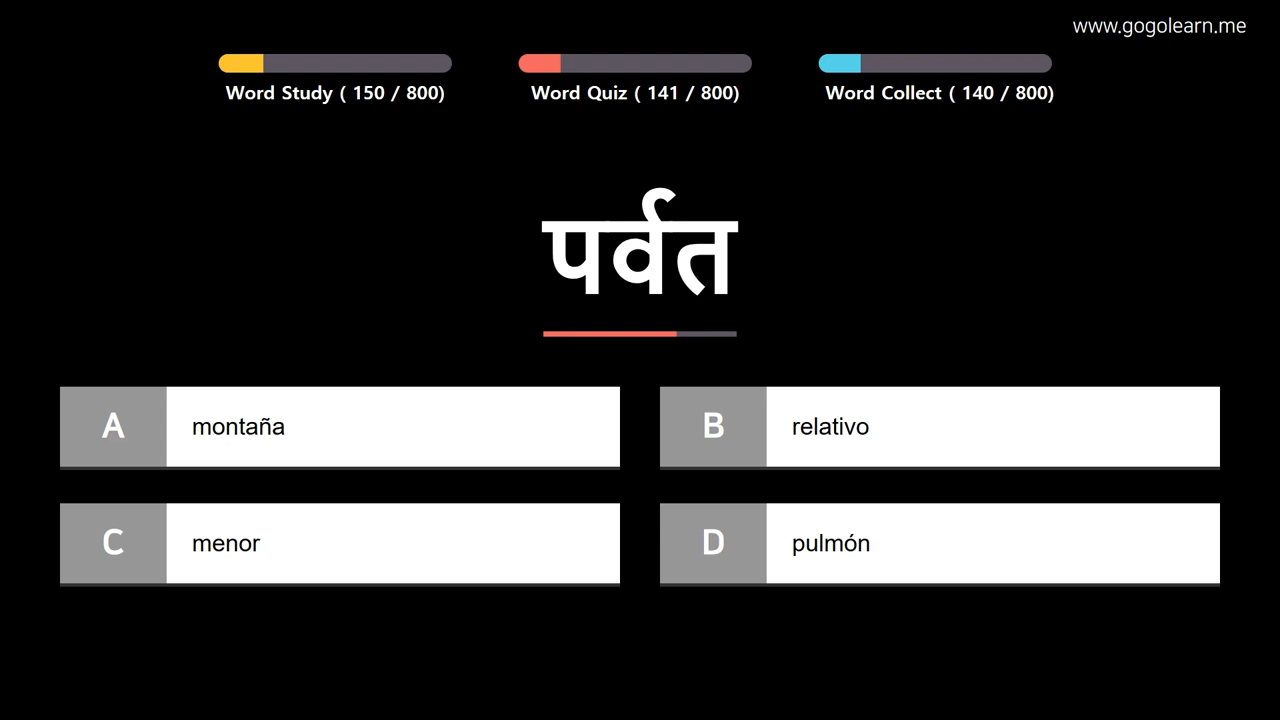 www.gogolearn.me
Word Study ( 150 / 800)
Word Quiz ( 141 / 800)
Word Collect ( 140 / 800)
पर्वत
A montaña
B relativo
C menor
D pulmón